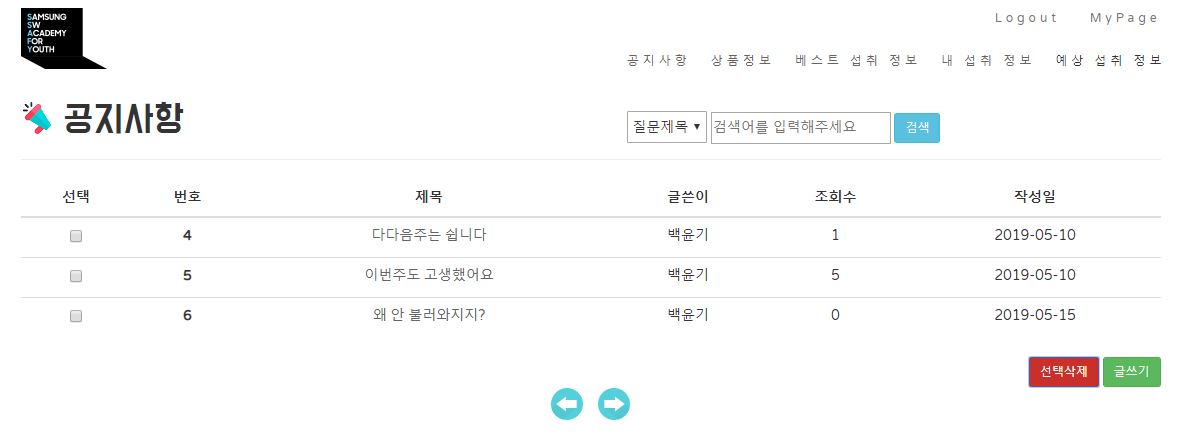 SAMSUNG
SW
ACADEMY
FOR
YOUTH
Logout MyPage
공지사항 상품정보 베스트 섭취 정보 내 섭취 정보 예상 섭취 정보
공지사항
질문제목 검색어를 입력해주세요 검색
선택 번호 제목 글쓴이 조회수 작성일
4 다다음주는 쉽니다 백윤기 1 2019-05-10
5 이번주도 고생했어요 백윤기 5 2019-05-10
6 왜 안 불러와지지? 백윤기 0 2019-05-15
선택삭제 글쓰기